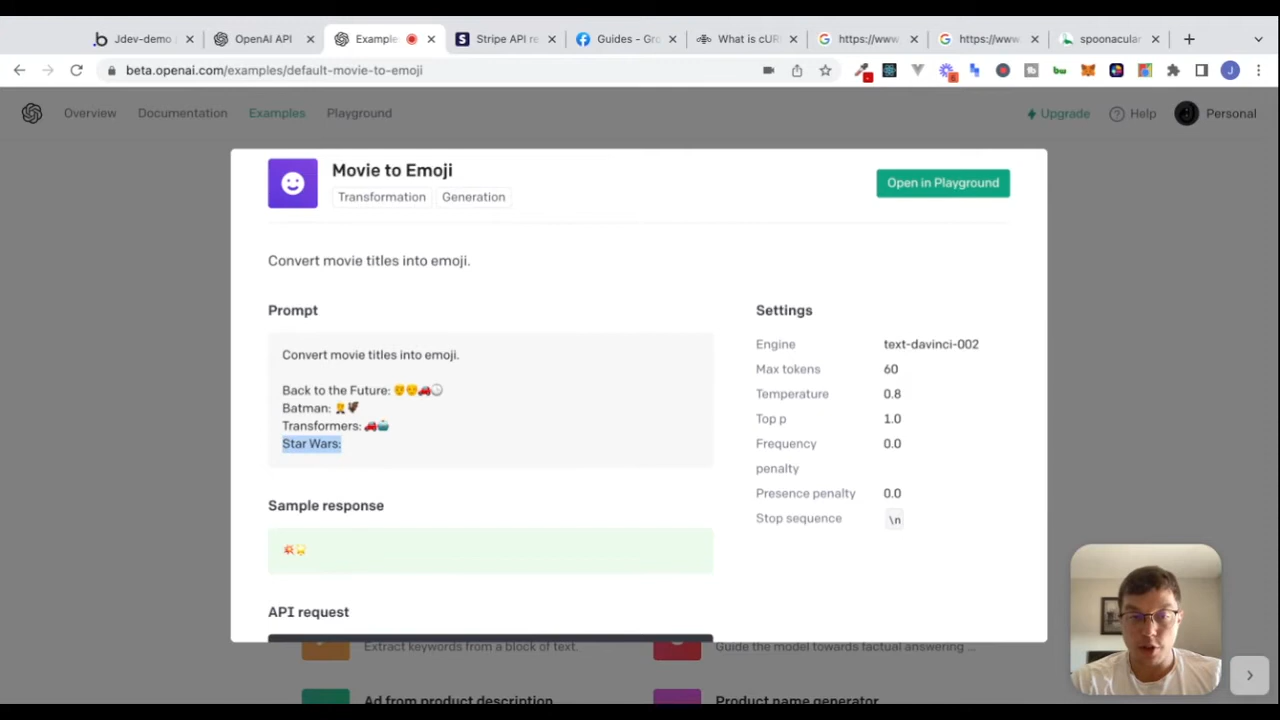 Jdev-demo
OpenAI API
Example
Stripe API re
Guides – Gro
What is cUR
https://www
https://www
spoonacular
beta.openai.com/examples/default-movie-to-emoji
J
Overview
Documentation
Examples
Playground
Upgrade
Help
Personal
Movie to Emoji
Transformation
Generation
Open in Playground
Convert movie titles into emoji.
Prompt
Convert movie titles into emoji.
Back to the Future: 👨👴🚗🕒
Batman: 🤵🦇
Transformers: 🚗🤖
Star Wars:
Settings
Engine text-davinci-002
Max tokens 60
Temperature 0.8
Top p 1.0
Frequency 0.0
penalty
Presence penalty 0.0
Stop sequence \n
Sample response
💥🌟
API request
Extract keywords from a block of text.
Guide the model towards factual answering ...
Ad from product description
Product name generator